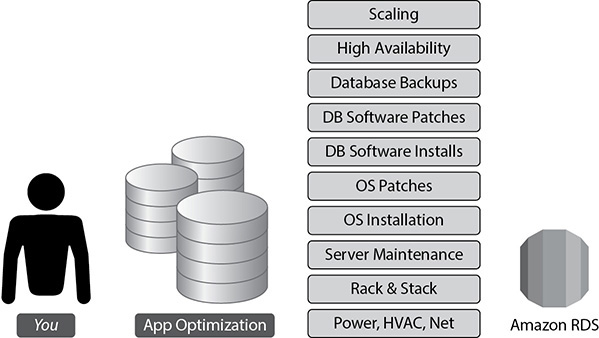 Scaling
High Availability
Database Backups
DB Software Patches
DB Software Installs
OS Patches
OS Installation
Server Maintenance
Rack & Stack
Power, HVAC, Net
You
App Optimization
Amazon RDS